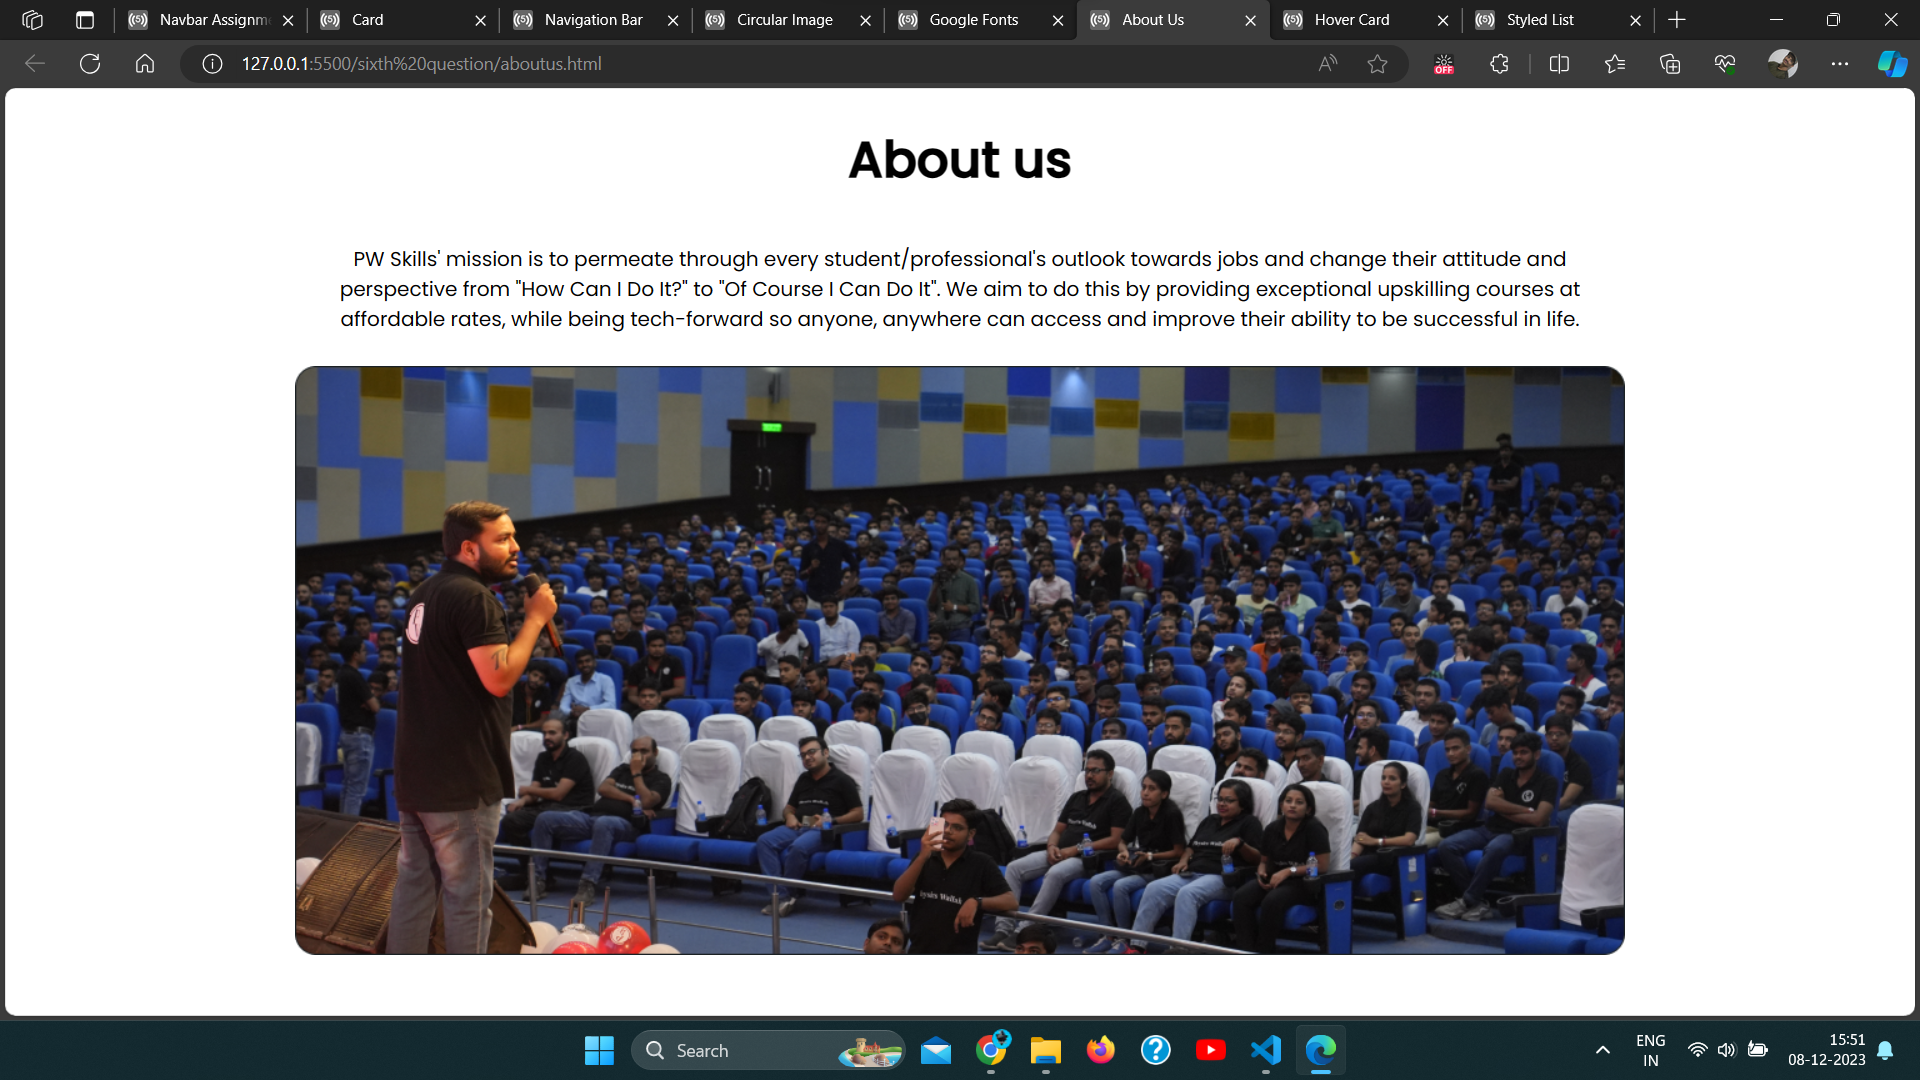 Navbar Assignm
Card
Navigation Bar
Circular Image
Google Fonts
About Us
Hover Card
Styled List
127.0.0.1:5500/sixth%20question/aboutus.html
OFF
About us
PW Skills' mission is to permeate through every student/professional's outlook towards jobs and change their attitude and
perspective from "How Can I Do It?" to "Of Course I Can Do It". We aim to do this by providing exceptional upskilling courses at
affordable rates, while being tech-forward so anyone, anywhere can access and improve their ability to be successful in life.
Search
ENG
IN
15:51
08-12-2023